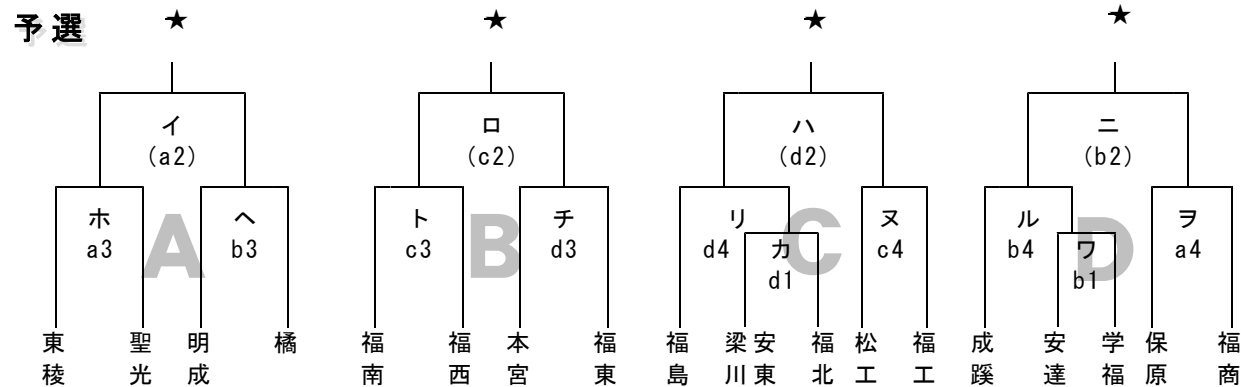 予選 ★ ★ ★ ★
イ ロ ハ ニ
(a2) (c2) (d2) (b2)
ホ A ヘ ト B チ リ C ヌ ル D ヲ
a3 b3 c3 d3 d4 カ c4 b4 ワ a4
d1 b1
東稜 聖光 明成 橘 福南 福西 本宮 福東 福島 梁川 安東 福北 松工 福工 成蹊 安達 学福 保原 福商